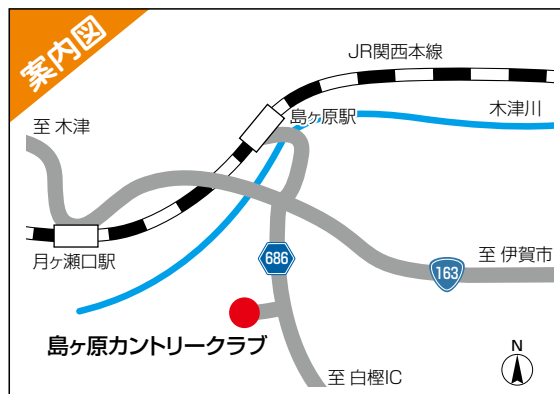 案内図
JR関西本線
島ヶ原駅
木津川
至 木津
月ヶ瀬口駅
686
163
至 伊賀市
島ヶ原カントリークラブ
至 白樫IC
N